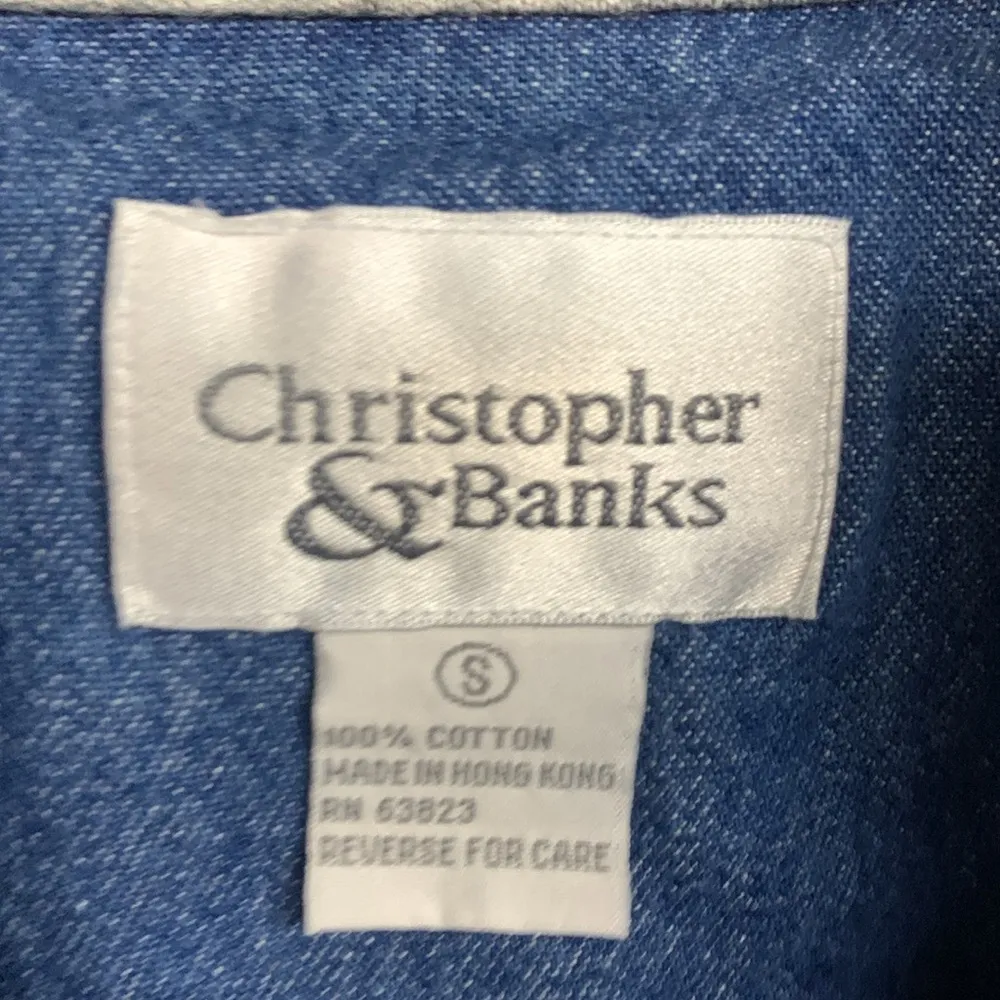 Christopher
& Banks
S
100% COTTON
MADE IN HONG KONG
RN 63823
REVERSE FOR CARE